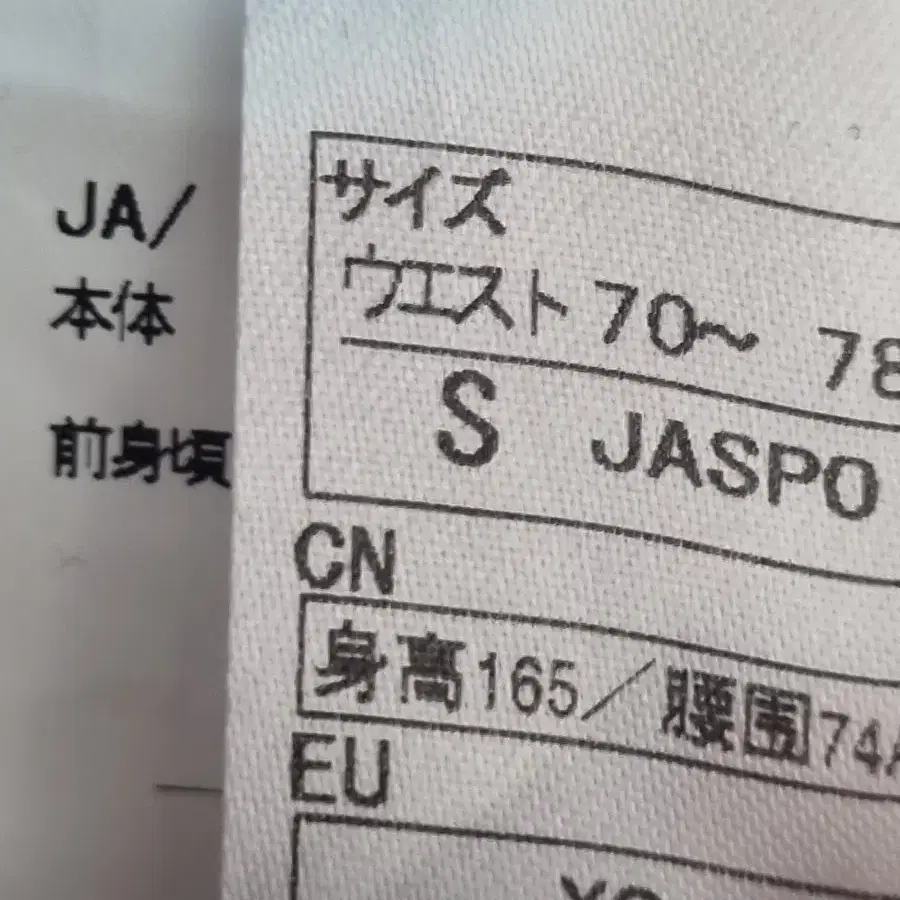 JA/
本体
前身頃
サイズ
ウエスト 70～ 78
S JASPO
CN
身高165／腰围74A
EU